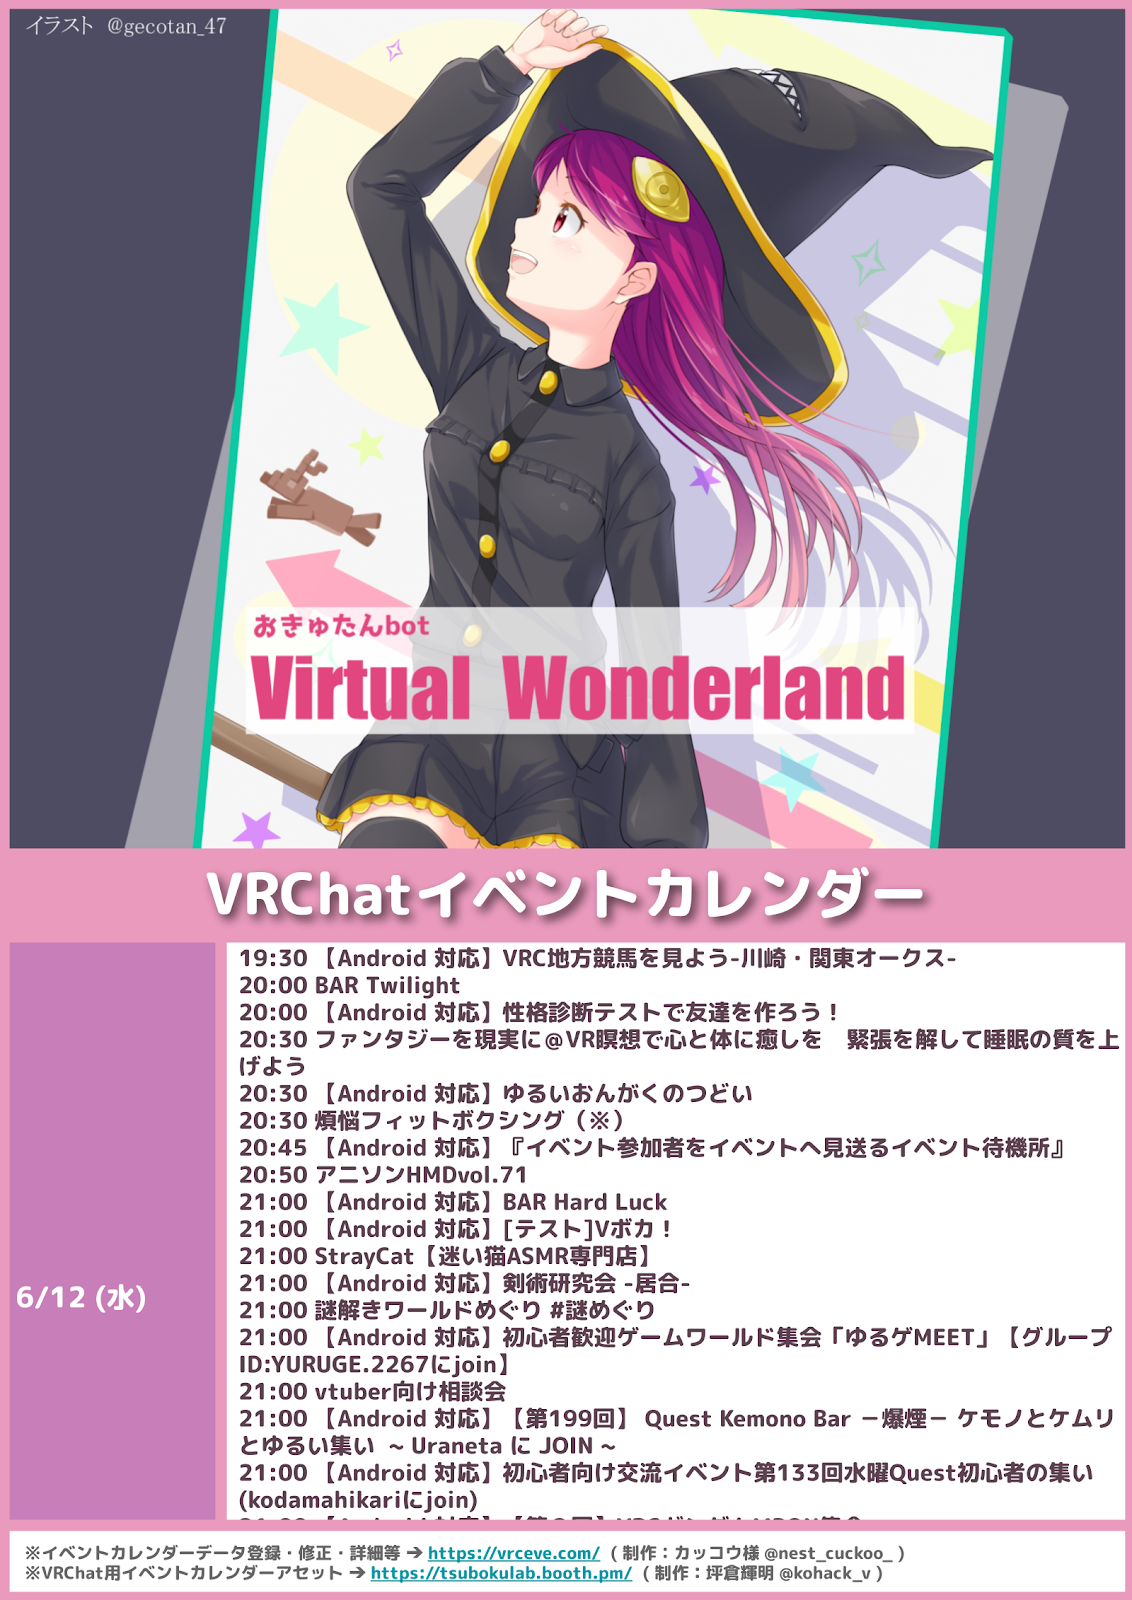 イラスト @gecotan_47
おきゅたんbot
Virtual Wonderland
VRChatイベントカレンダー
6/12 (水)
19:30 【Android 対応】VRC地方競馬を見よう-川崎・関東オークス-
20:00 BAR Twilight
20:00 【Android 対応】性格診断テストで友達を作ろう！
20:30 ファンタジーを現実に＠VR瞑想で心と体に癒しを　緊張を解して睡眠の質を上
げよう
20:30 【Android 対応】ゆるいおんがくのつどい
20:30 煩悩フィットボクシング（※）
20:45 【Android 対応】『イベント参加者をイベントへ見送るイベント待機所』
20:50 アニソンHMDvol.71
21:00 【Android 対応】BAR Hard Luck
21:00 【Android 対応】[テスト]Vボカ！
21:00 StrayCat【迷い猫ASMR専門店】
21:00 【Android 対応】剣術研究会 -居合-
21:00 謎解きワールドめぐり #謎めぐり
21:00 【Android 対応】初心者歓迎ゲームワールド集会「ゆるゲMEET」【グループ
ID:YURUGE.2267にjoin】
21:00 vtuber向け相談会
21:00 【Android 対応】【第199回】 Quest Kemono Bar －爆煙－ ケモノとケムリ
とゆるい集い ～Uraneta に JOIN～
21:00 【Android 対応】初心者向け交流イベント第133回水曜Quest初心者の集い
(kodamahikariにjoin)
※イベントカレンダーデータ登録・修正・詳細等 ➔ https://vrceve.com/ ( 制作：カッコウ様 @nest_cuckoo_ )
※VRChat用イベントカレンダーアセット ➔ https://tsubokulab.booth.pm/ ( 制作：坪倉輝明 @kohack_v )